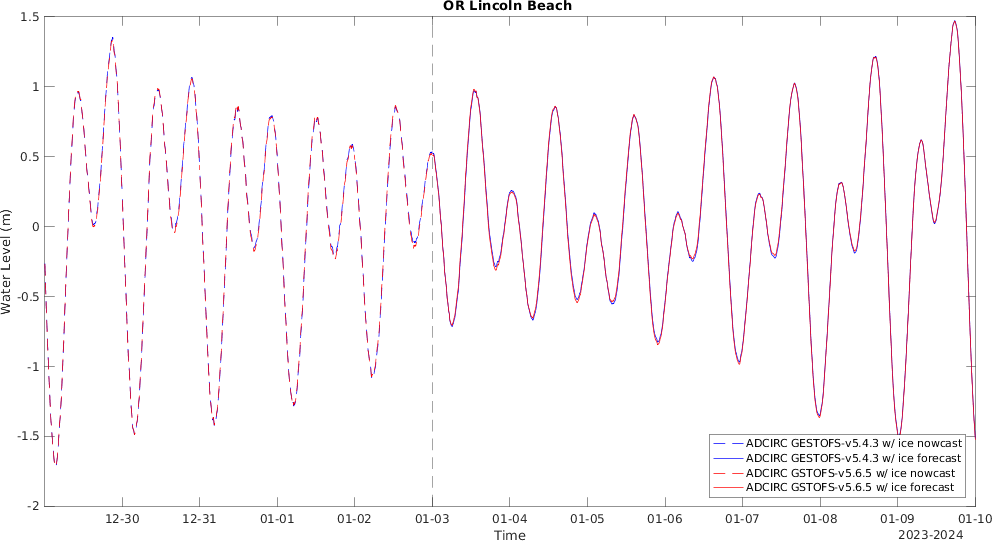 OR Lincoln Beach
1.5
1
0.5
0
-0.5
-1
-1.5
-2
Water Level (m)
12-30 12-31 01-01 01-02 01-03 01-04 01-05 01-06 01-07 01-08 01-09 01-10
Time
2023-2024
ADCIRC GESTOFS-v5.4.3 w/ ice nowcast
ADCIRC GESTOFS-v5.4.3 w/ ice forecast
ADCIRC GSTOFS-v5.6.5 w/ ice nowcast
ADCIRC GSTOFS-v5.6.5 w/ ice forecast